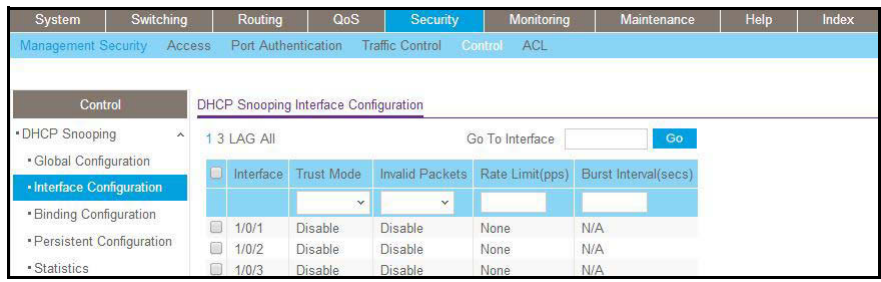 System Switching Routing QoS Security Monitoring Maintenance Help Index
Management Security Access Port Authentication Traffic Control Control ACL
Control
DHCP Snooping Interface Configuration
DHCP Snooping
1 3 LAG All Go To Interface Go
Global Configuration
Interface Configuration
Binding Configuration
Persistent Configuration
Statistics
Interface Trust Mode Invalid Packets Rate Limit(pps) Burst Interval(secs)
1/0/1 Disable Disable None N/A
1/0/2 Disable Disable None N/A
1/0/3 Disable Disable None N/A